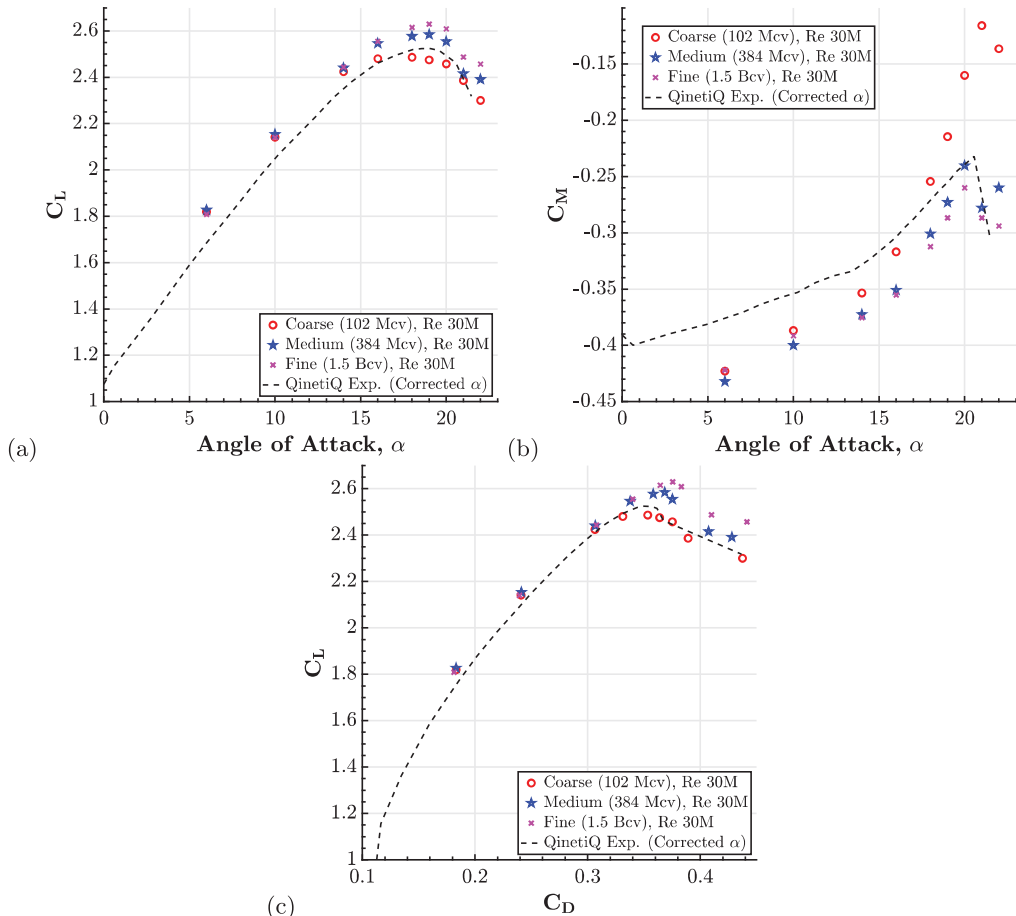 2.6
2.4
2.2
2
1.8
1.6
1.4
1.2
1
C_L
0 5 10 15 20
Angle of Attack, α
Coarse (102 Mcv), Re 30M
Medium (384 Mcv), Re 30M
Fine (1.5 Bcv), Re 30M
QinetiQ Exp. (Corrected α)
(a)
Coarse (102 Mcv), Re 30M
Medium (384 Mcv), Re 30M
Fine (1.5 Bcv), Re 30M
QinetiQ Exp. (Corrected α)
-0.15
-0.2
-0.25
-0.3
-0.35
-0.4
-0.45
C_M
0 5 10 15 20
Angle of Attack, α
(b)
2.6
2.4
2.2
2
1.8
1.6
1.4
1.2
1
C_L
Coarse (102 Mcv), Re 30M
Medium (384 Mcv), Re 30M
Fine (1.5 Bcv), Re 30M
QinetiQ Exp. (Corrected α)
0.1 0.2 0.3 0.4
C_D
(c)